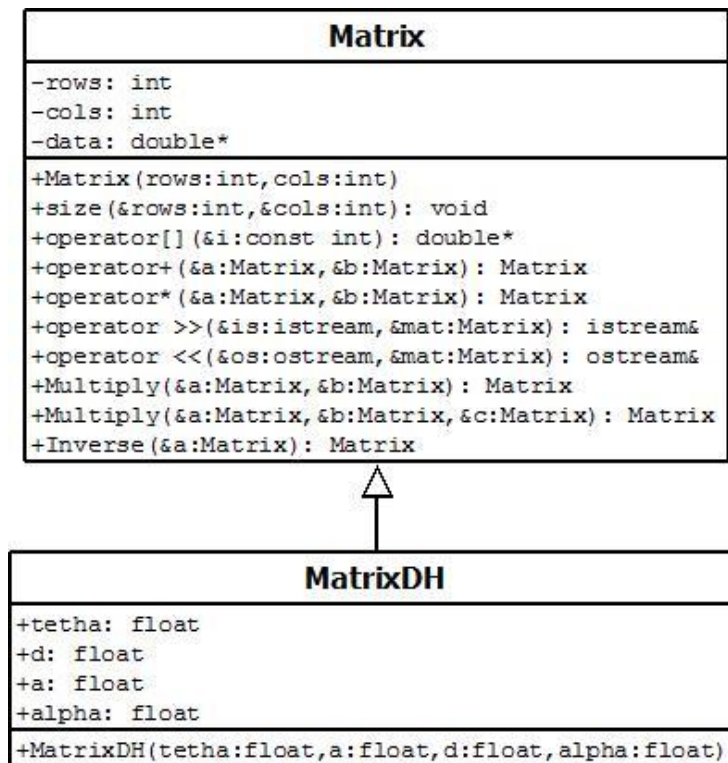 Matrix
-rows: int
-cols: int
-data: double*
+Matrix(rows:int,cols:int)
+size(&rows:int,&cols:int): void
+operator[](&i:const int): double*
+operator+(&a:Matrix,&b:Matrix): Matrix
+operator*(&a:Matrix,&b:Matrix): Matrix
+operator >>(&is:istream,&mat:Matrix): istream&
+operator <<(&os:ostream,&mat:Matrix): ostream&
+Multiply(&a:Matrix,&b:Matrix): Matrix
+Multiply(&a:Matrix,&b:Matrix,&c:Matrix): Matrix
+Inverse(&a:Matrix): Matrix
MatrixDH
+tetha: float
+d: float
+a: float
+alpha: float
+MatrixDH(tetha:float,a:float,d:float,alpha:float)